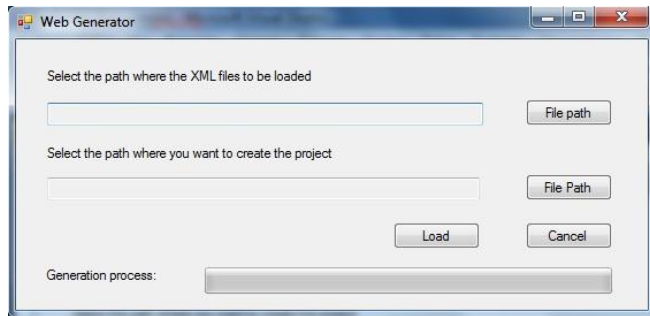 Web Generator
Select the path where the XML files to be loaded
File path
Select the path where you want to create the project
File Path
Load
Cancel
Generation process: